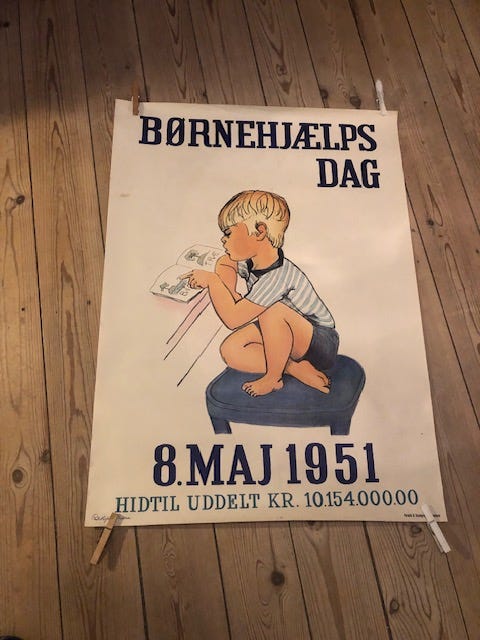 BØRNEHJÆLPS
DAG
8. MAJ 1951
HIDTIL UDDELT KR. 10.154.000.00